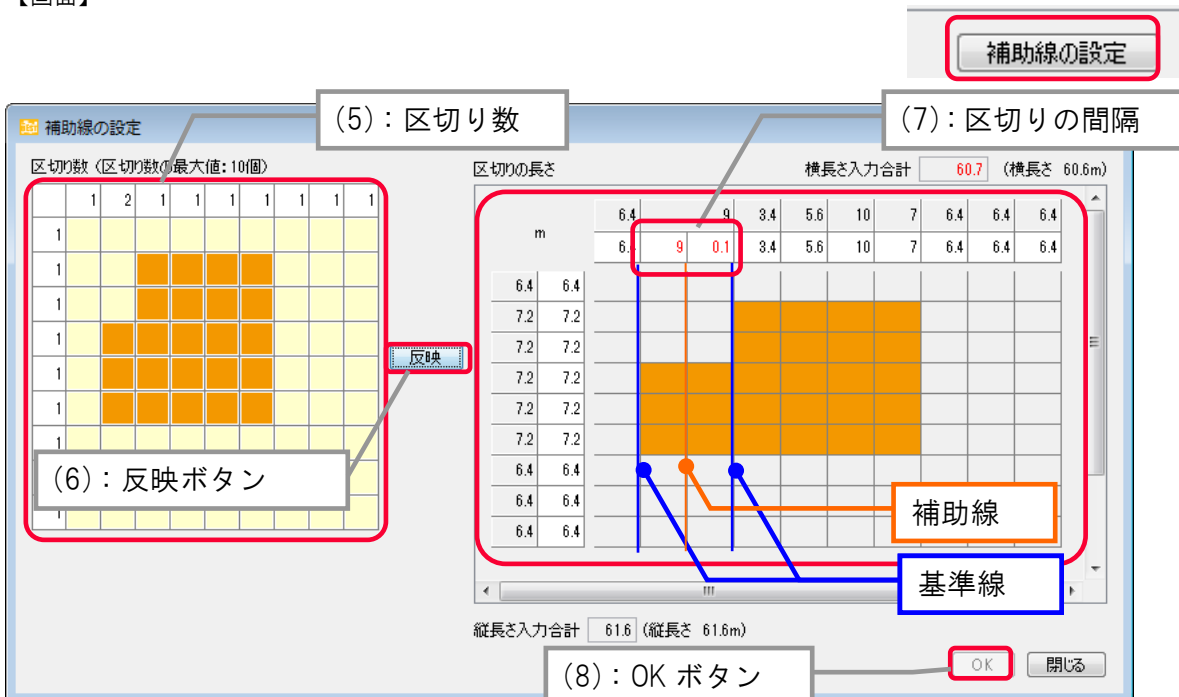 【画面】
補助線の設定
(5)：区切り数
(7)：区切りの間隔
補助線の設定
区切り数 (区切り数の最大値：10個)
区切りの長さ
横長さ入力合計 60.7 (横長さ 60.6m)
1 2 1 1 1 1 1 1 1
1
1
1
1
1
1
1
1
m
6.4 9 3.4 5.6 10 7 6.4 6.4 6.4
9 0.1 3.4 5.6 10 7 6.4 6.4 6.4
6.4 6.4
7.2 7.2
7.2 7.2
7.2 7.2
7.2 7.2
7.2 7.2
6.4 6.4
6.4 6.4
6.4 6.4
反映
(6)：反映ボタン
補助線
基準線
縦長さ入力合計 61.6 (縦長さ 61.6m)
(8)：OK ボタン
OK
閉じる